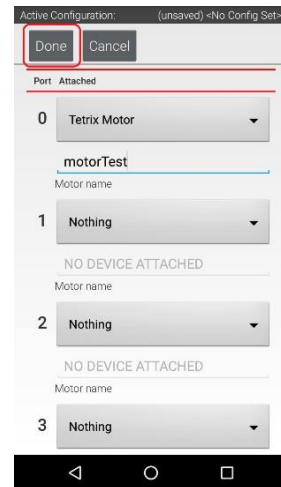 Active Configuration: (unsaved) <No Config Set>
Done Cancel
Port Attached
0 Tetrix Motor
motorTest
Motor name
1 Nothing
NO DEVICE ATTACHED
Motor name
2 Nothing
NO DEVICE ATTACHED
Motor name
3 Nothing